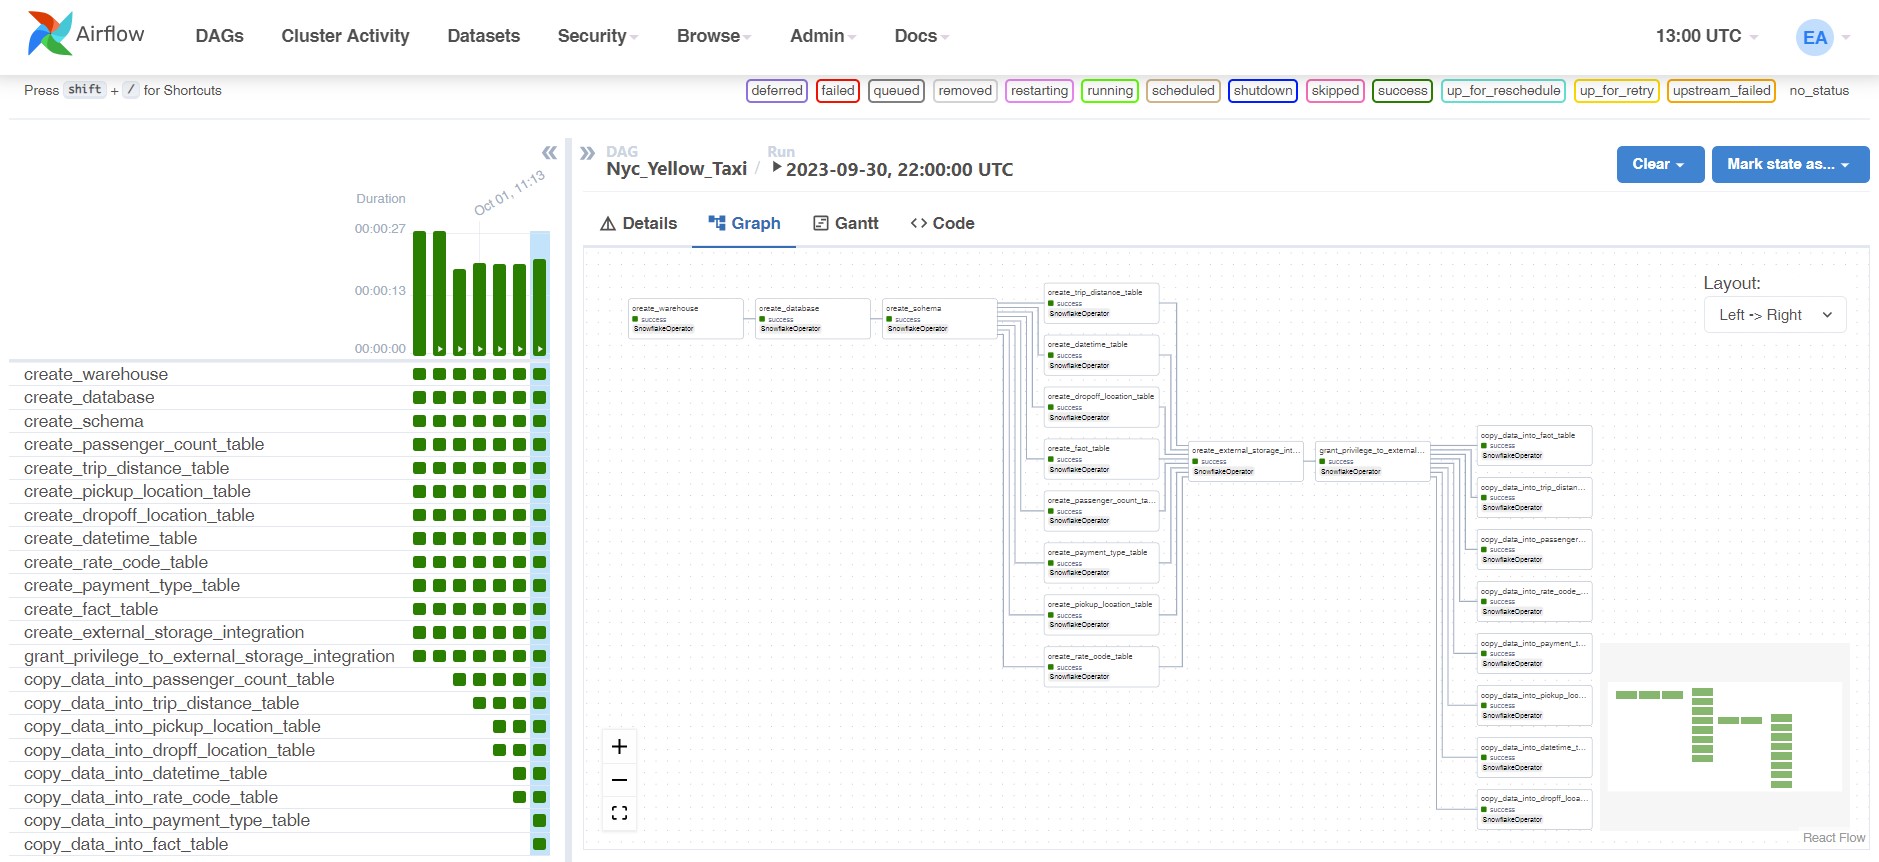 Airflow
DAGs Cluster Activity Datasets Security Browse Admin Docs 13:00 UTC EA
Press shift + / for Shortcuts
deferred failed queued removed restarting running scheduled shutdown skipped success up_for_reschedule up_for_retry upstream_failed no_status
DAG
Nyc_Yellow_Taxi
/
Run
2023-09-30, 22:00:00 UTC
Clear
Mark state as...
Details Graph Gantt Code
Duration
Oct 01, 11:13
00:00:27
00:00:13
00:00:00
create_warehouse
create_database
create_schema
create_passenger_count_table
create_trip_distance_table
create_pickup_location_table
create_dropoff_location_table
create_datetime_table
create_rate_code_table
create_payment_type_table
create_fact_table
create_external_storage_integration
grant_privilege_to_external_storage_integration
copy_data_into_passenger_count_table
copy_data_into_trip_distance_table
copy_data_into_pickup_location_table
copy_data_into_dropff_location_table
copy_data_into_datetime_table
copy_data_into_rate_code_table
copy_data_into_payment_type_table
copy_data_into_fact_table
Layout:
Left -> Right
create_warehouse
success
SnowflakeOperator
create_database
success
SnowflakeOperator
create_schema
success
SnowflakeOperator
create_trip_distance_table
success
SnowflakeOperator
create_datetime_table
success
SnowflakeOperator
create_dropoff_location_table
success
SnowflakeOperator
create_fact_table
success
SnowflakeOperator
create_passenger_count_ta...
success
SnowflakeOperator
create_payment_type_table
success
SnowflakeOperator
create_pickup_location_table
success
SnowflakeOperator
create_rate_code_table
success
SnowflakeOperator
create_external_storage_int...
success
SnowflakeOperator
grant_privilege_to_external...
success
SnowflakeOperator
copy_data_into_fact_table
success
SnowflakeOperator
copy_data_into_trip_distan...
success
SnowflakeOperator
copy_data_into_passenger...
success
SnowflakeOperator
copy_data_into_rate_code_...
success
SnowflakeOperator
copy_data_into_payment_t...
success
SnowflakeOperator
copy_data_into_pickup_loc...
success
SnowflakeOperator
copy_data_into_datetime_t...
success
SnowflakeOperator
copy_data_into_dropff_loca...
success
SnowflakeOperator
React Flow